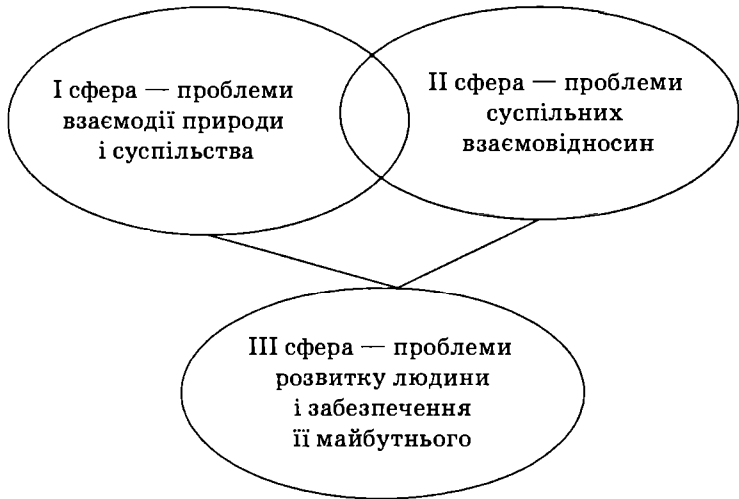 I сфера — проблеми
взаємодії природи
і суспільства
II сфера — проблеми
суспільних
взаємовідносин
III сфера — проблеми
розвитку людини
і забезпечення
її майбутнього